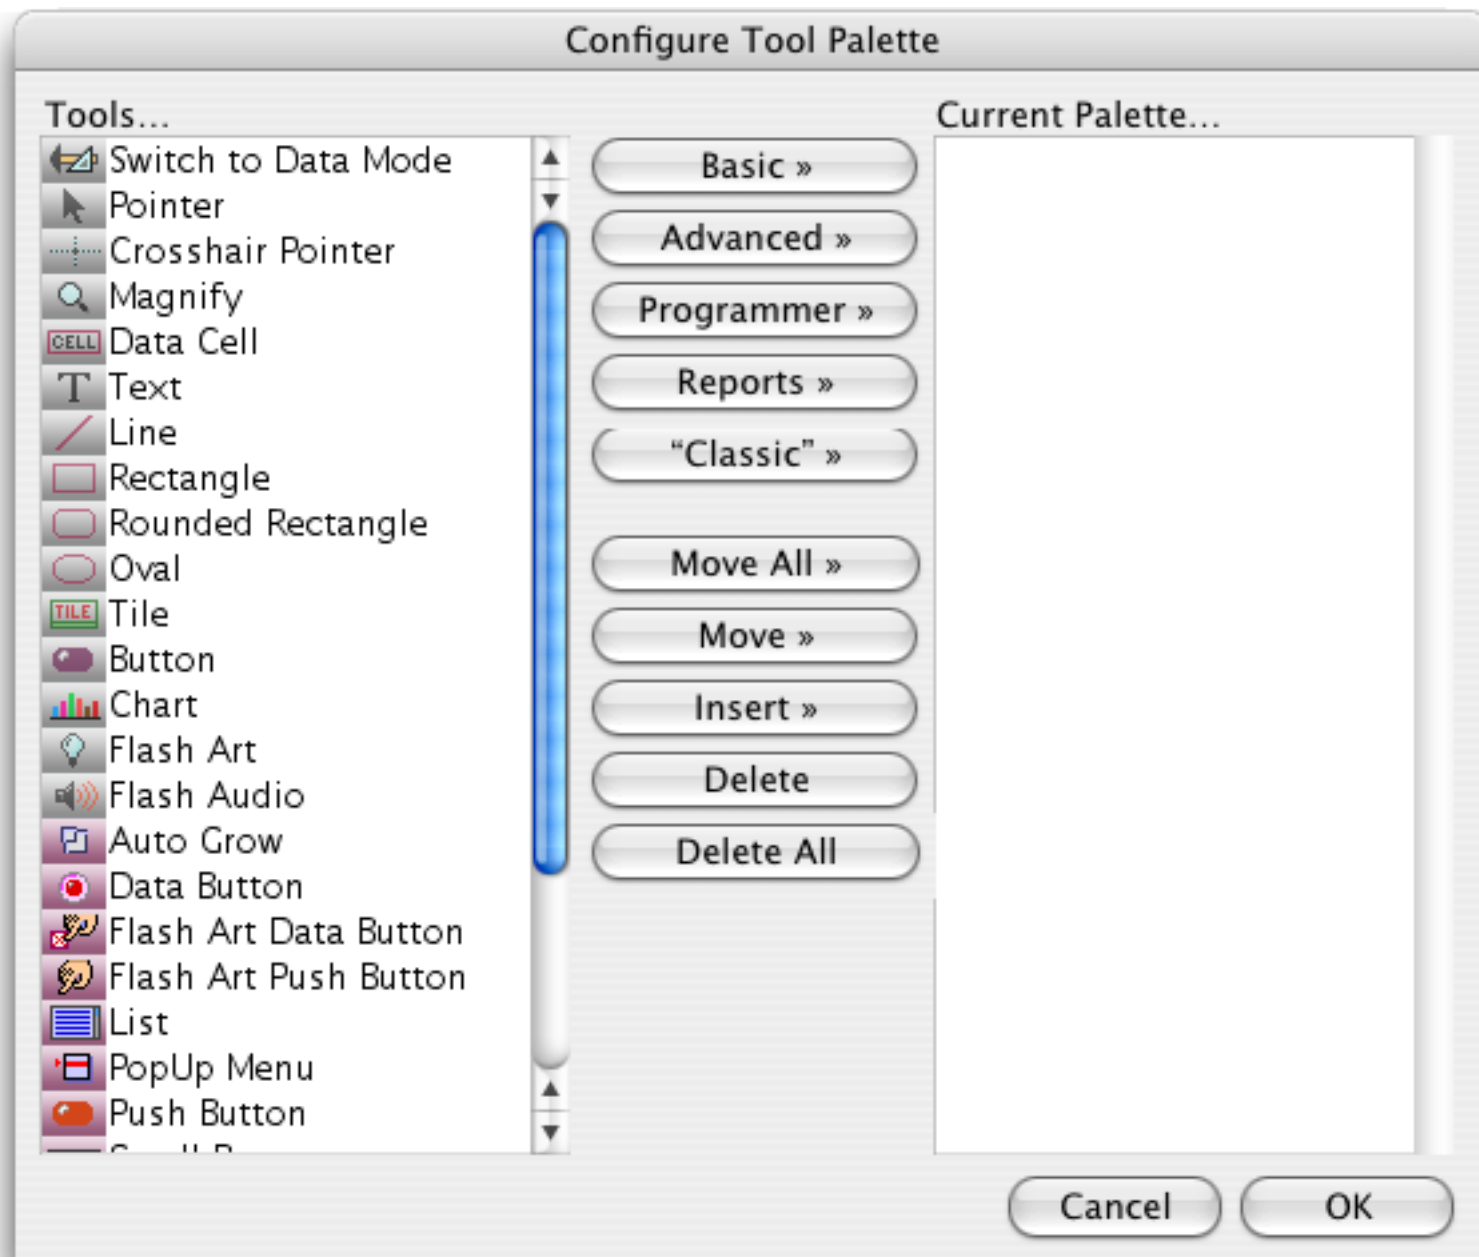 Configure Tool Palette
Tools...
Switch to Data Mode
Pointer
Crosshair Pointer
Magnify
CELL Data Cell
T Text
Line
Rectangle
Rounded Rectangle
Oval
TILE Tile
Button
Chart
Flash Art
Flash Audio
Auto Grow
Data Button
Flash Art Data Button
Flash Art Push Button
List
PopUp Menu
Push Button
Basic »
Advanced »
Programmer »
Reports »
“Classic” »
Move All »
Move »
Insert »
Delete
Delete All
Current Palette...
Cancel
OK